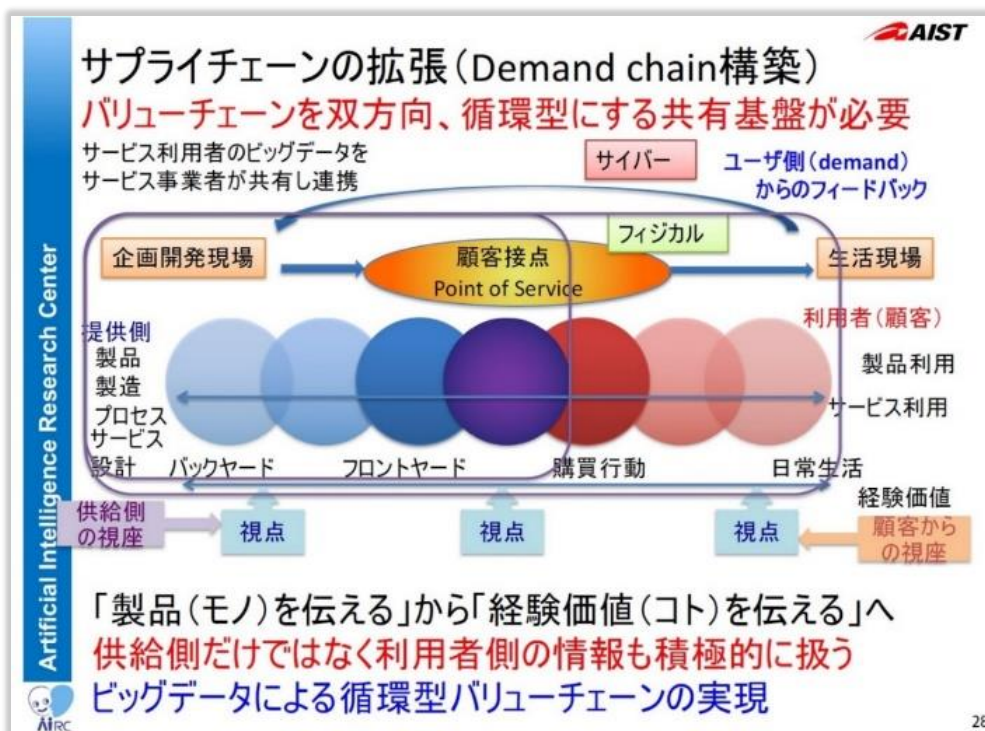 AIST
サプライチェーンの拡張（Demand chain構築）
バリューチェーンを双方向、循環型にする共有基盤が必要
サービス利用者のビッグデータを
サービス事業者が共有し連携
サイバー
ユーザ側（demand）
からのフィードバック
フィジカル
企画開発現場
顧客接点
Point of Service
生活現場
提供側
製品
製造
プロセス
サービス
設計
利用者（顧客）
製品利用
サービス利用
バックヤード
フロントヤード
購買行動
日常生活
経験価値
供給側
の視座
視点
視点
視点
顧客からの視座
「製品（モノ）を伝える」から「経験価値（コト）を伝える」へ
供給側だけではなく利用者側の情報も積極的に扱う
ビッグデータによる循環型バリューチェーンの実現
Artificial Intelligence Research Center
AiRC
28